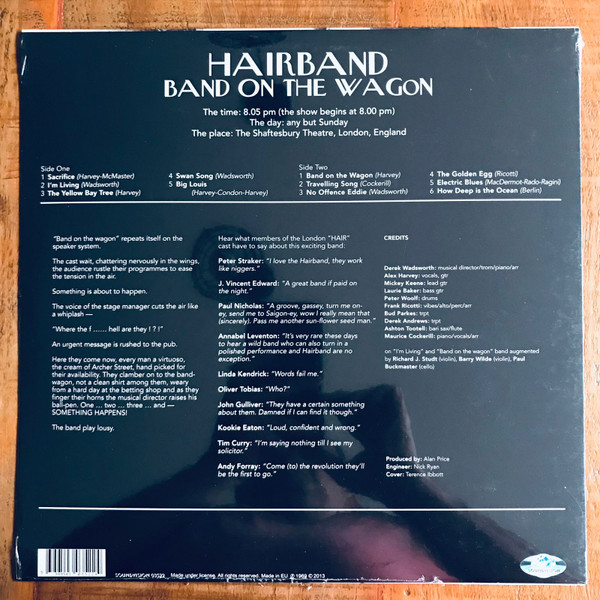 HAIRBAND
BAND ON THE WAGON
The time: 8.05 pm (the show begins at 8.00 pm)
The day: any but Sunday
The place: The Shaftesbury Theatre, London, England
Side One
1 Sacrifice (Harvey-McMaster)
2 I'm Living (Wadsworth)
3 The Yellow Bay Tree (Harvey)
4 Swan Song (Wadsworth)
5 Big Louis
(Harvey-Condon-Harvey)
Side Two
1 Band on the Wagon (Harvey)
2 Travelling Song (Cockerill)
3 No Offence Eddie (Wadsworth)
4 The Golden Egg (Ricotti)
5 Electric Blues (MacDermot-Rado-Ragini)
6 How Deep is the Ocean (Berlin)
"Band on the wagon" repeats itself on the
speaker system.
The cast wait, chattering nervously in the wings,
the audience rustle their programmes to ease
the tension in the air.
Something is about to happen.
The voice of the stage manager cuts the air like
a whiplash —
"Where the f ...... hell are they ! ? !"
An urgent message is rushed to the pub.
Here they come now, every man a virtuoso,
the cream of Archer Street, hand picked for
their availability. They clamber on to the band-
wagon, not a clean shirt among them, weary
from a hard day at the betting shop and as they
finger their horns the musical director raises his
ball-pen. One ... two ... three ... and —
SOMETHING HAPPENS!
The band play lousy.
Hear what members of the London "HAIR"
cast have to say about this exciting band:
Peter Straker: "I love the Hairband, they work
like niggers."
J. Vincent Edward: "A great band if paid on
the night."
Paul Nicholas: "A groove, gassey, turn me on-
ey, send me to Saigon-ey, wow I really mean that
(sincerely). Pass me another sun-flower seed man."
Annabel Leventon: "It's very rare these days
to hear a wild band who can also turn in a
polished performance and Hairband are no
exception."
Linda Kendrick: "Words fail me."
Oliver Tobias: "Who?"
John Gulliver: "They have a certain something
about them. Damned if I can find it though."
Kookie Eaton: "Loud, confident and wrong."
Tim Curry: "I'm saying nothing till I see my
solicitor."
Andy Forray: "Come (to) the revolution they'll
be the first to go."
CREDITS
Derek Wadsworth: musical director/trom/piano/arr
Alex Harvey: vocals, gtr
Mickey Keene: lead gtr
Laurie Baker: bass gtr
Peter Woolf: drums
Frank Ricotti: vibes/alto/perc/arr
Bud Parkes: trpt
Derek Andrews: trpt
Ashton Tootell: bari sax/flute
Maurice Cockerill: piano/vocals/arr
on "I'm Living" and "Band on the wagon" band augmented
by Richard J. Studt (violin), Barry Wilde (violin), Paul
Buckmaster (cello)
Produced by: Alan Price
Engineer: Nick Ryan
Cover: Terence Ibbott
Made under license. All rights reserved. Made in EU. ℗ 1969 © 2013